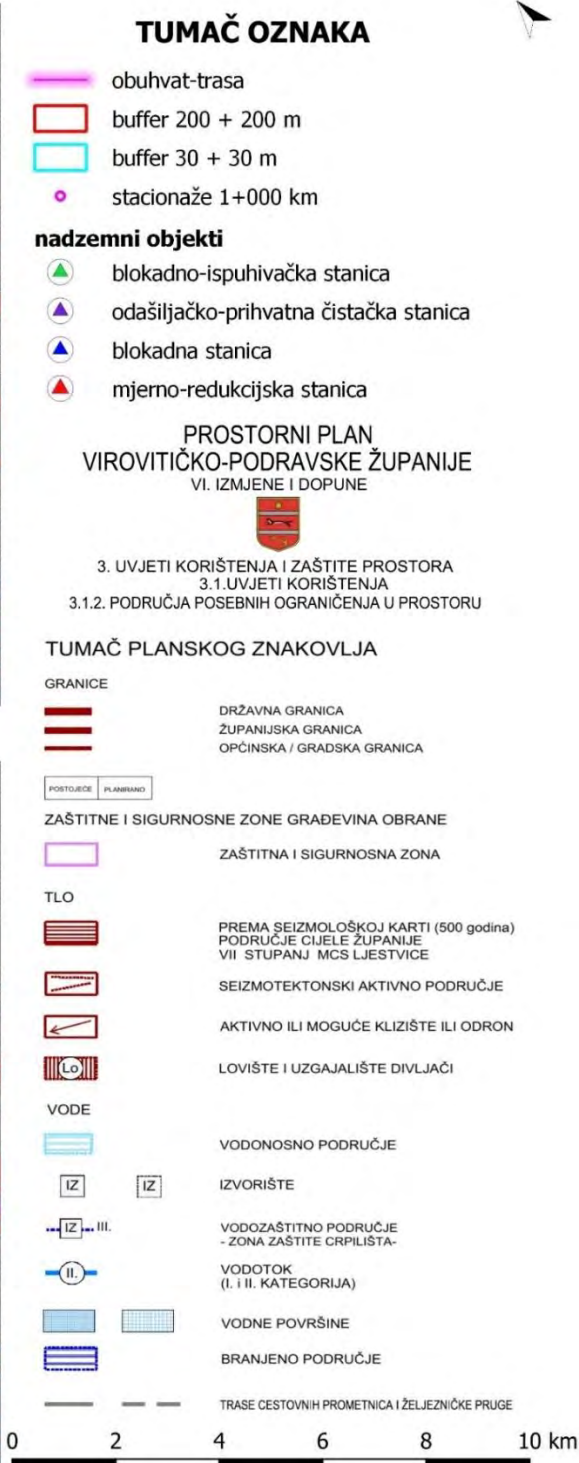 TUMAČ OZNAKA
obuhvat-trasa
buffer 200 + 200 m
buffer 30 + 30 m
stacionaže 1+000 km
nadzemni objekti
blokadno-ispuhivačka stanica
odašiljačko-prihvatna čistačka stanica
blokadna stanica
mjerno-redukcijska stanica
PROSTORNI PLAN
VIROVITIČKO-PODRAVSKE ŽUPANIJE
VI. IZMJENE I DOPUNE
3. UVJETI KORIŠTENJA I ZAŠTITE PROSTORA
3.1.UVJETI KORIŠTENJA
3.1.2. PODRUČJA POSEBNIH OGRANIČENJA U PROSTORU
TUMAČ PLANSKOG ZNAKOVLJA
GRANICE
DRŽAVNA GRANICA
ŽUPANIJSKA GRANICA
OPĆINSKA / GRADSKA GRANICA
POSTOJEĆE PLANIRANO
ZAŠTITNE I SIGURNOSNE ZONE GRAĐEVINA OBRANE
ZAŠTITNA I SIGURNOSNA ZONA
TLO
PREMA SEIZMOLOŠKOJ KARTI (500 godina)
PODRUČJE CIJELE ŽUPANIJE
VII STUPANJ MCS LJESTVICE
SEIZMOTEKTONSKI AKTIVNO PODRUČJE
AKTIVNO ILI MOGUĆE KLIZIŠTE ILI ODRON
Lo LOVIŠTE I UZGAJALIŠTE DIVLJAČI
VODE
VODONOSNO PODRUČJE
IZ IZ IZVORIŠTE
IZ III. VODOZAŠTITNO PODRUČJE
- ZONA ZAŠTITE CRPILIŠTA-
II. VODOTOK
(I. i II. KATEGORIJA)
VODNE POVRŠINE
BRANJENO PODRUČJE
TRASE CESTOVNIH PROMETNICA I ŽELJEZNIČKE PRUGE
0 2 4 6 8 10 km